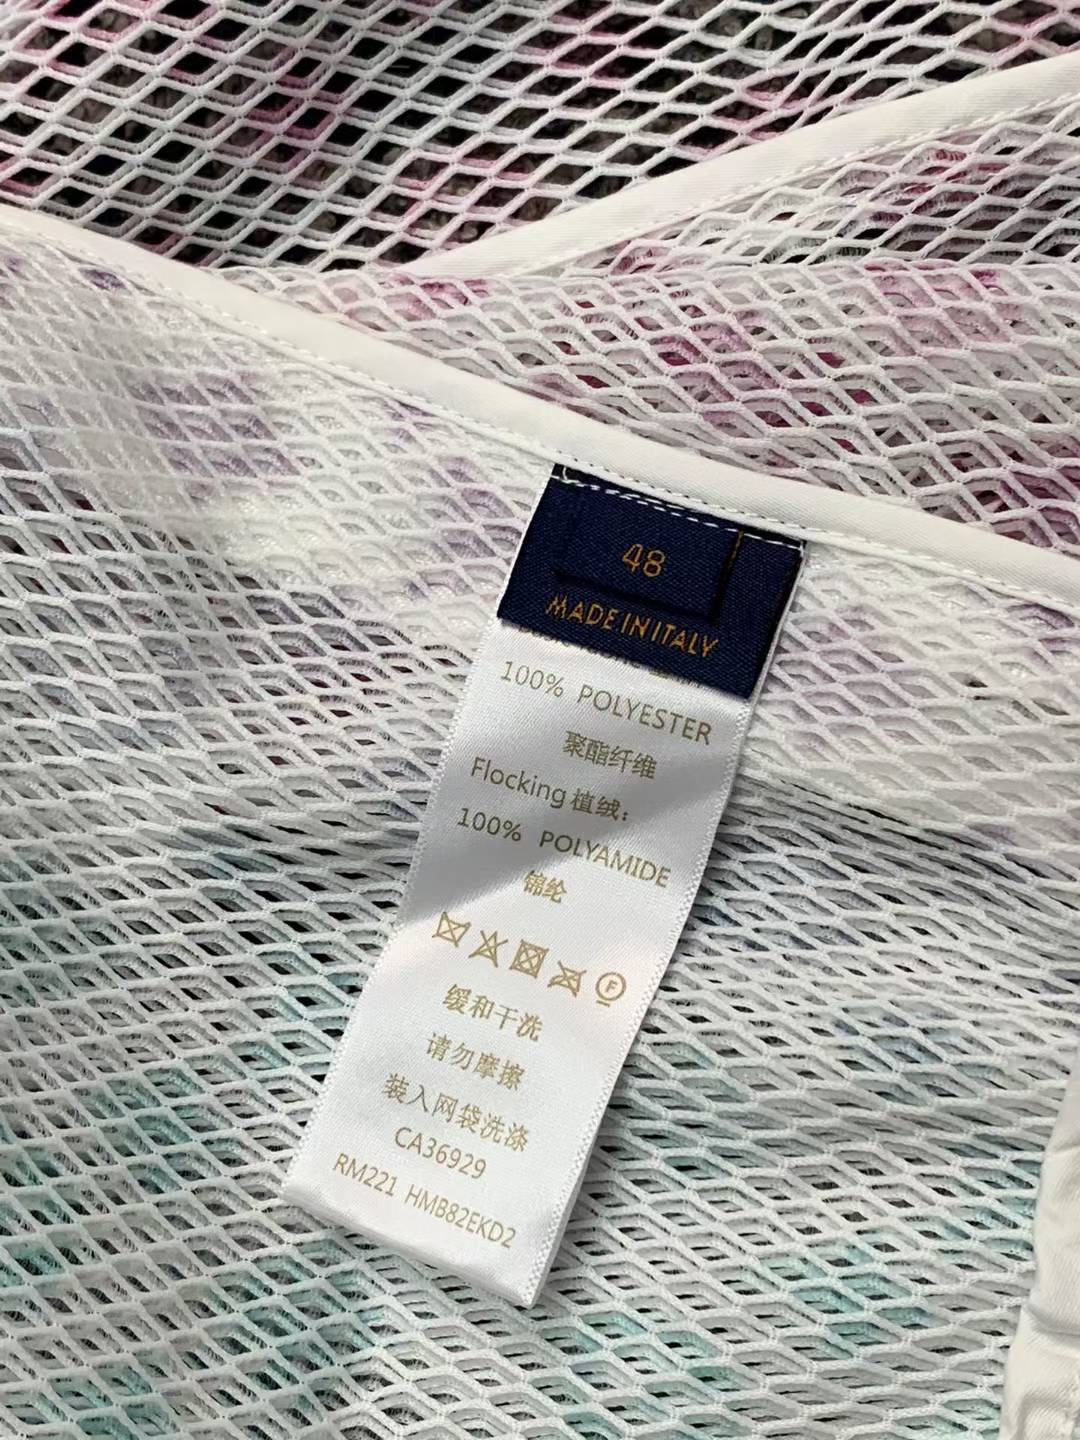 48
MADE IN ITALY
100% POLYESTER
聚酯纤维
Flocking 植绒:
100% POLYAMIDE
锦纶
F
缓和干洗
请勿摩擦
装入网袋洗涤
CA36929
RM221 HMB82EKD2